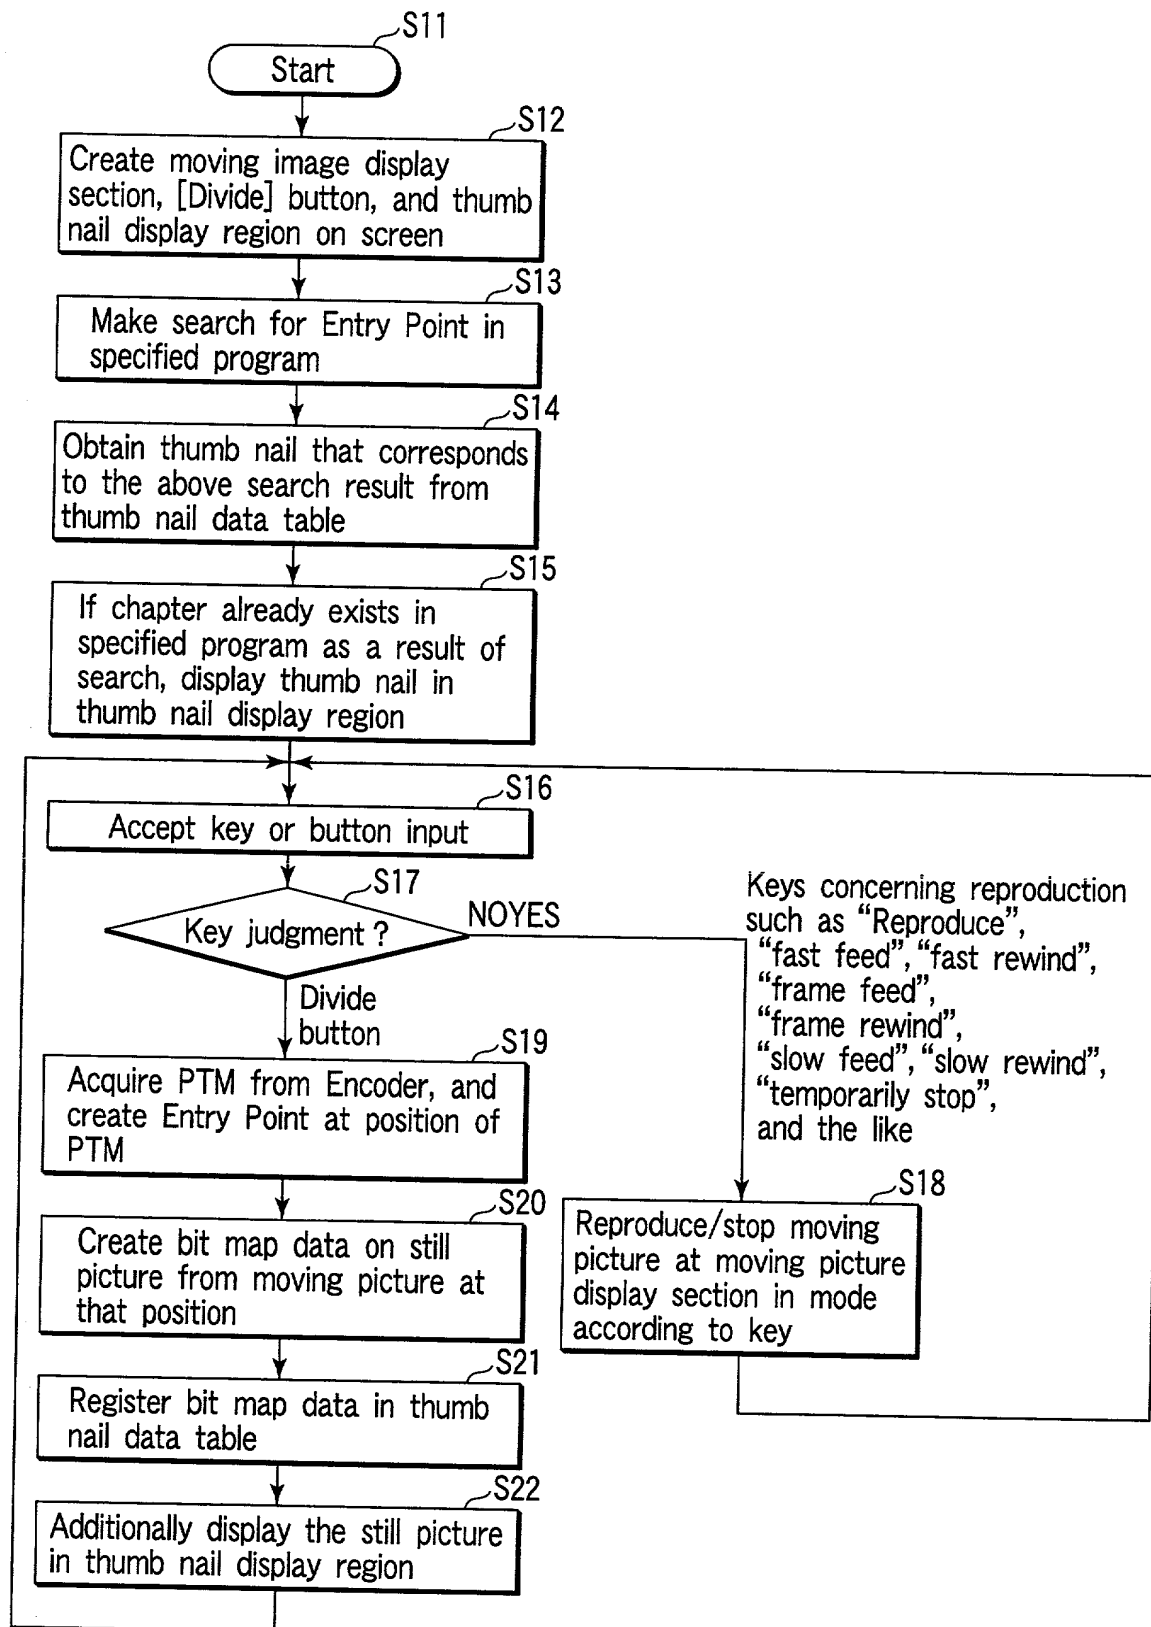 S11
Start
S12
Create moving image display
section, [Divide] button, and thumb
nail display region on screen
S13
Make search for Entry Point in
specified program
S14
Obtain thumb nail that corresponds
to the above search result from
thumb nail data table
S15
If chapter already exists in
specified program as a result of
search, display thumb nail in
thumb nail display region
S16
Accept key or button input
S17
Key judgment ?
NOYES
Keys concerning reproduction
such as “Reproduce”,
“fast feed”, “fast rewind”,
“frame feed”,
“frame rewind”,
“slow feed”, “slow rewind”,
“temporarily stop”,
and the like
Divide
button
S19
Acquire PTM from Encoder, and
create Entry Point at position of
PTM
S18
Reproduce/stop moving
picture at moving picture
display section in mode
according to key
S20
Create bit map data on still
picture from moving picture at
that position
S21
Register bit map data in thumb
nail data table
S22
Additionally display the still picture
in thumb nail display region